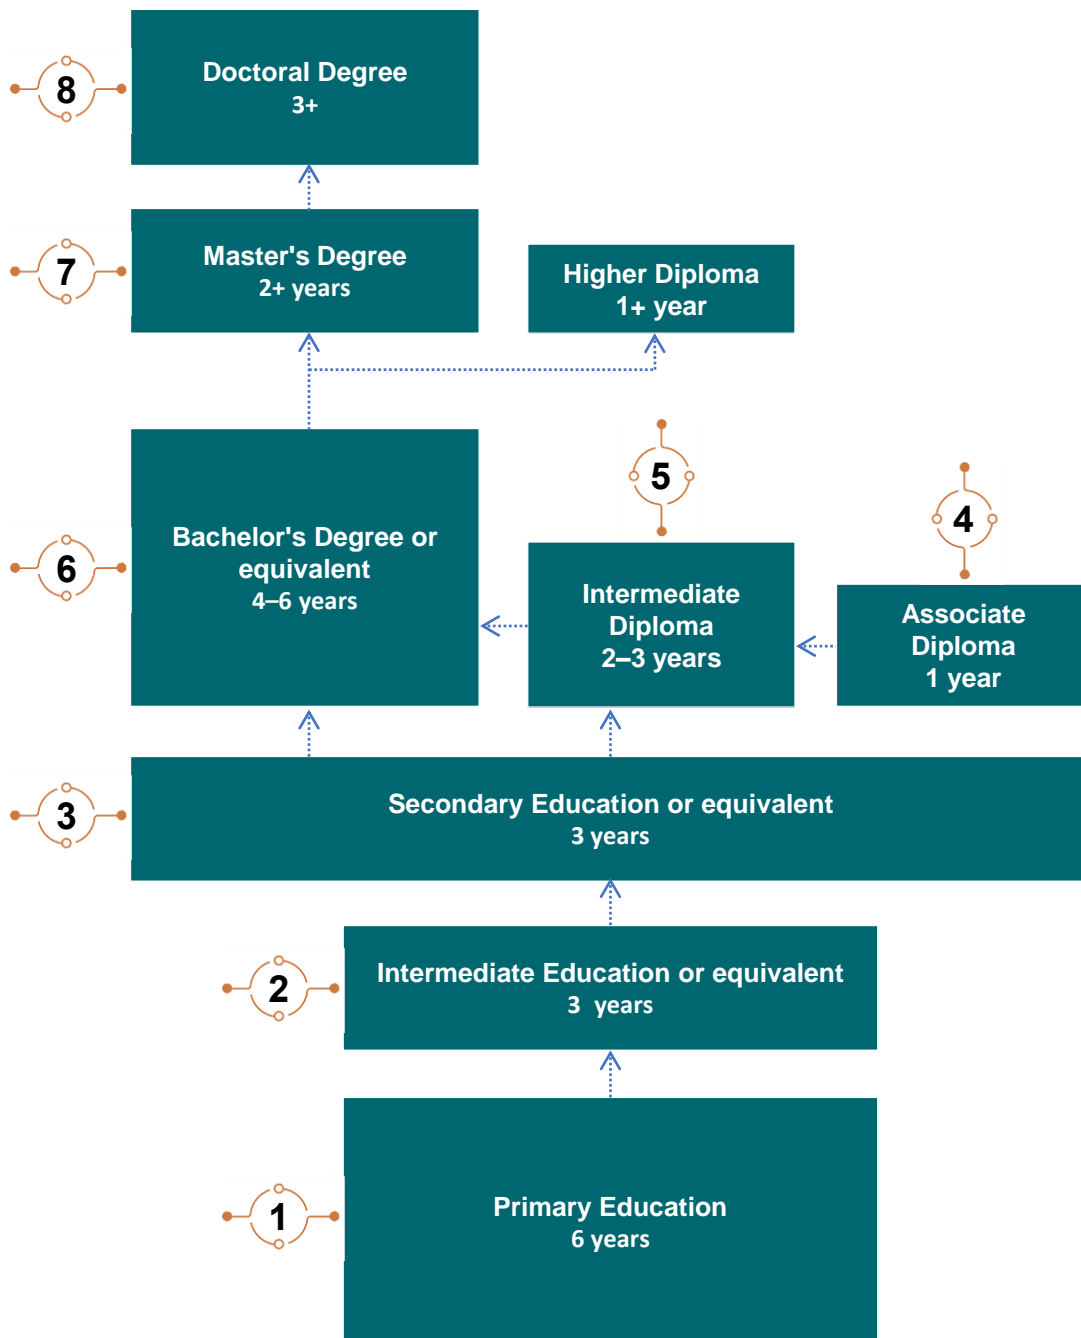 8
Doctoral Degree
3+
7
Master's Degree
2+ years
Higher Diploma
1+ year
6
Bachelor's Degree or
equivalent
4–6 years
5
Intermediate
Diploma
2–3 years
4
Associate
Diploma
1 year
3
Secondary Education or equivalent
3 years
2
Intermediate Education or equivalent
3 years
1
Primary Education
6 years